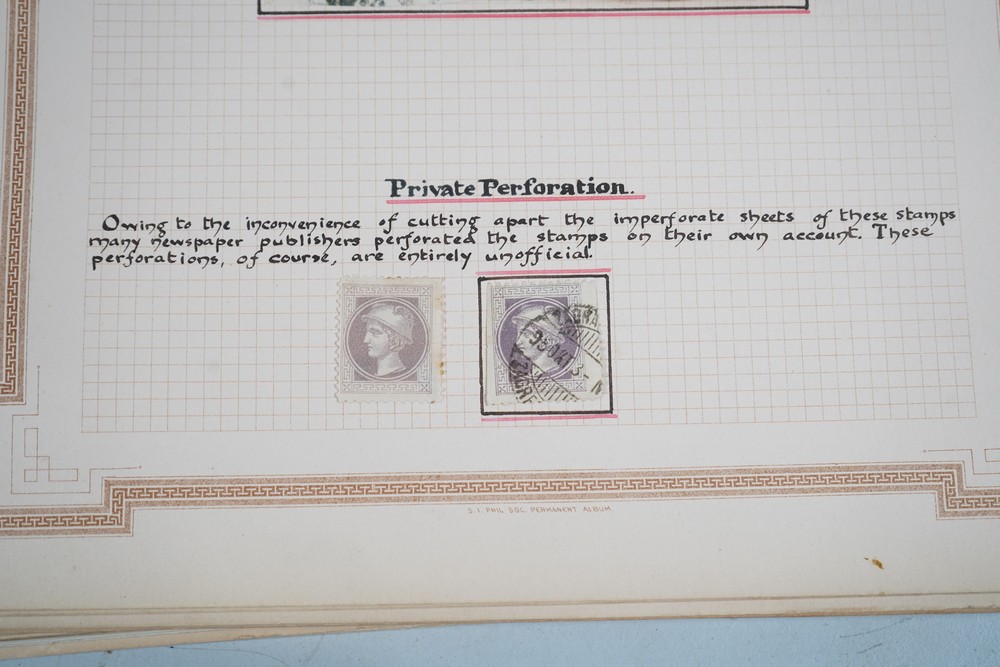 Private Perforation.
Owing to the inconvenience of cutting apart the imperforate sheets of these stamps
many newspaper publishers perforated the stamps on their own account. These
perforations, of course, are entirely unofficial.
S. I. PHIL. SOC. PERMANENT ALBUM.